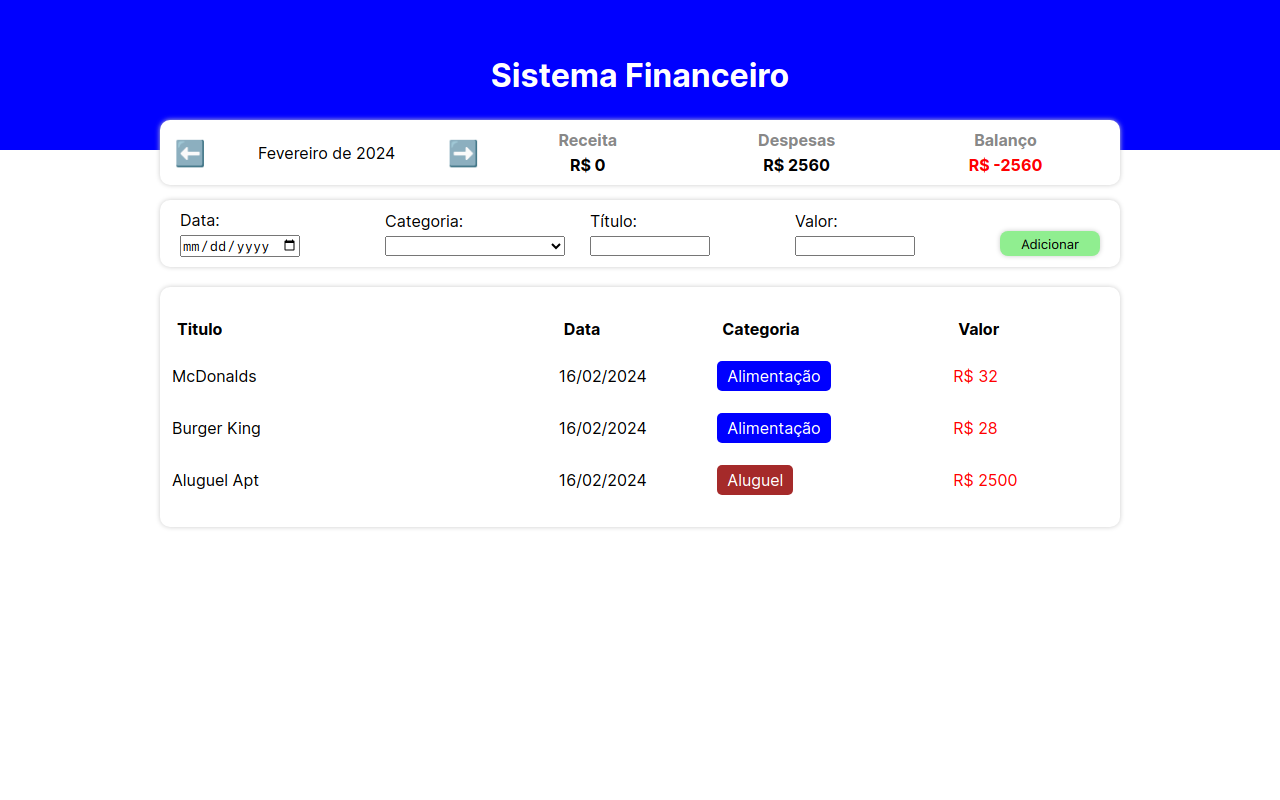 Sistema Financeiro
Fevereiro de 2024
Receita Despesas Balanço
R$ 0 R$ 2560 R$ -2560
Data: Categoria: Título: Valor:
mm/dd/yyyy
Adicionar
Titulo Data Categoria Valor
McDonalds 16/02/2024 Alimentação R$ 32
Burger King 16/02/2024 Alimentação R$ 28
Aluguel Apt 16/02/2024 Aluguel R$ 2500